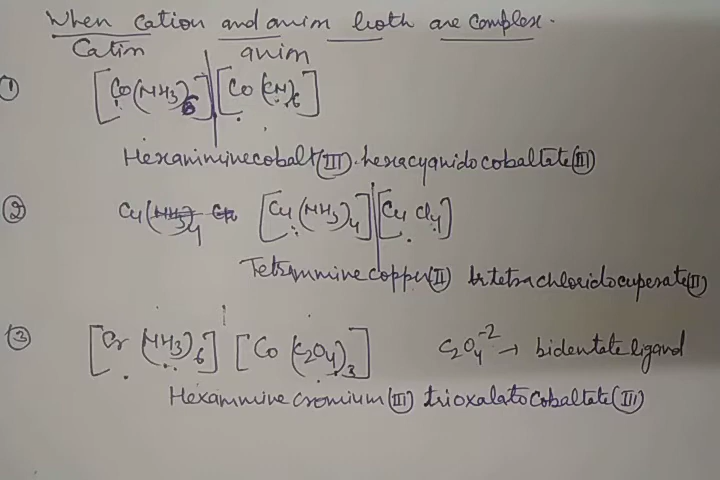 When Cation and anion both are Complex.
Cation anion
① [Co(NH3)6] [Co(CN)6]
Hexaminecobalt(III). hexacyanidocobaltate(III)
② [Cu(NH3)4] [CuCl4]
Tetrammine copper(II) tetrachloridocuperate(II)
③ [Cr(NH3)6] [Co(C2O4)3] C2O4-2 → bidentate ligand
Hexammine cromium(III) trioxalato Cobaltate(III)